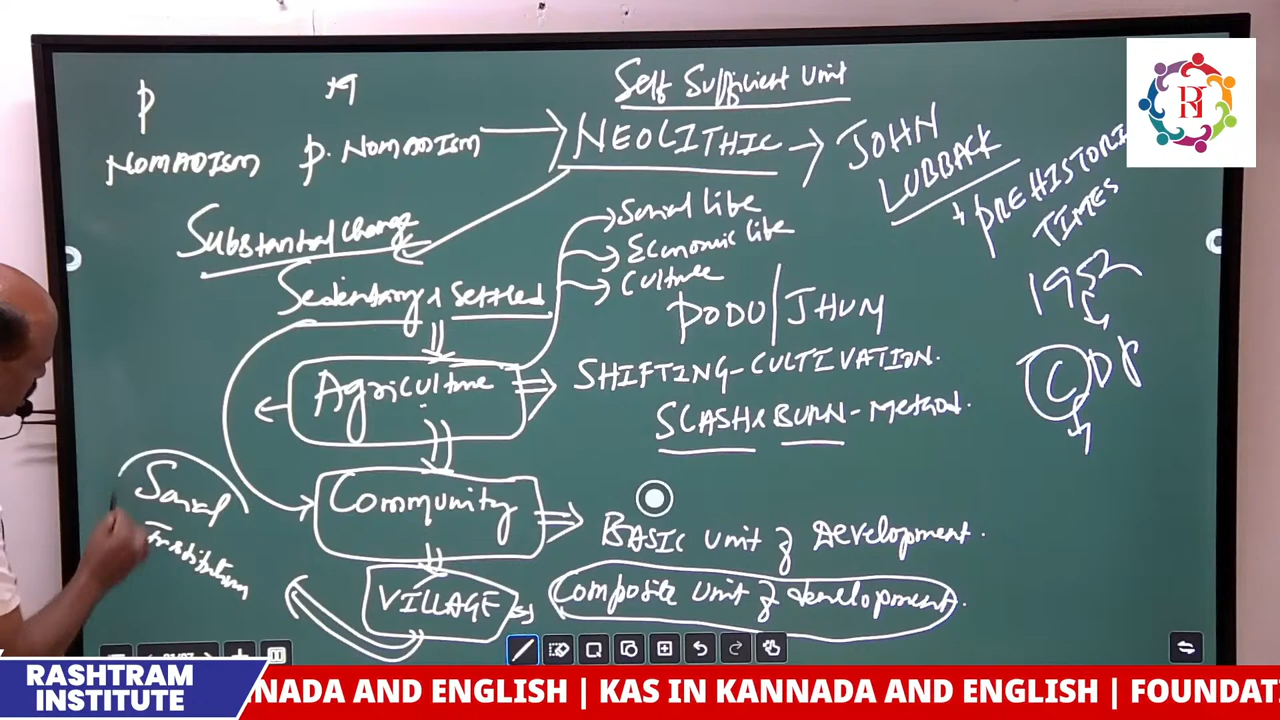 Self Sufficient Unit
P M
NOMADISM P. NOMADISM → NEOLITHIC → JOHN LUBBACK
+ PREHISTORIC TIMES
Substantial change
Social life
Economic life
Culture
Sedentary & Settled
PODU/JHUM
1952
Agriculture ⇒ SHIFTING-CULTIVATION.
CDP
SLASH & BURN-Method.
Social Institution
Community ⇒ BASIC Unit of Development.
VILLAGE → Composite Unit of development.
RI
RASHTRAM INSTITUTE
NADA AND ENGLISH | KAS IN KANNADA AND ENGLISH | FOUNDAT